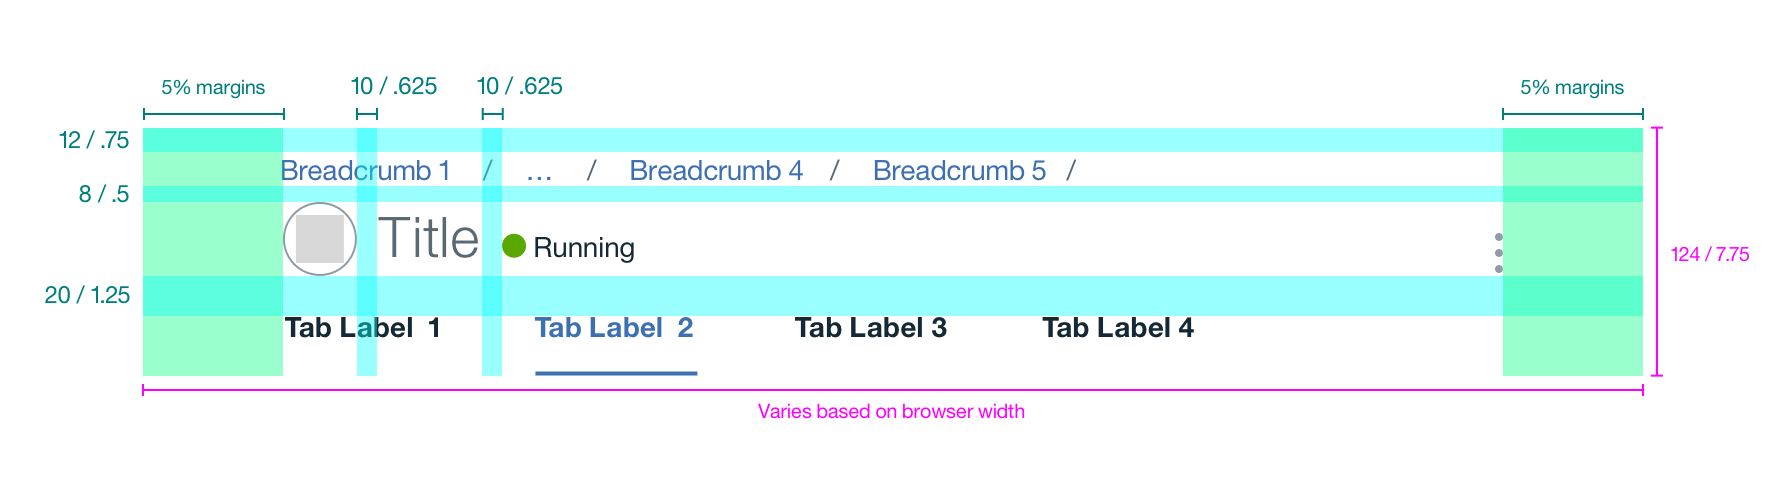 5% margins 10 / .625 10 / .625 5% margins
12 / .75
Breadcrumb 1 / ... / Breadcrumb 4 / Breadcrumb 5 /
8 / .5
Title Running
124 / 7.75
20 / 1.25
Tab Label 1 Tab Label 2 Tab Label 3 Tab Label 4
Varies based on browser width